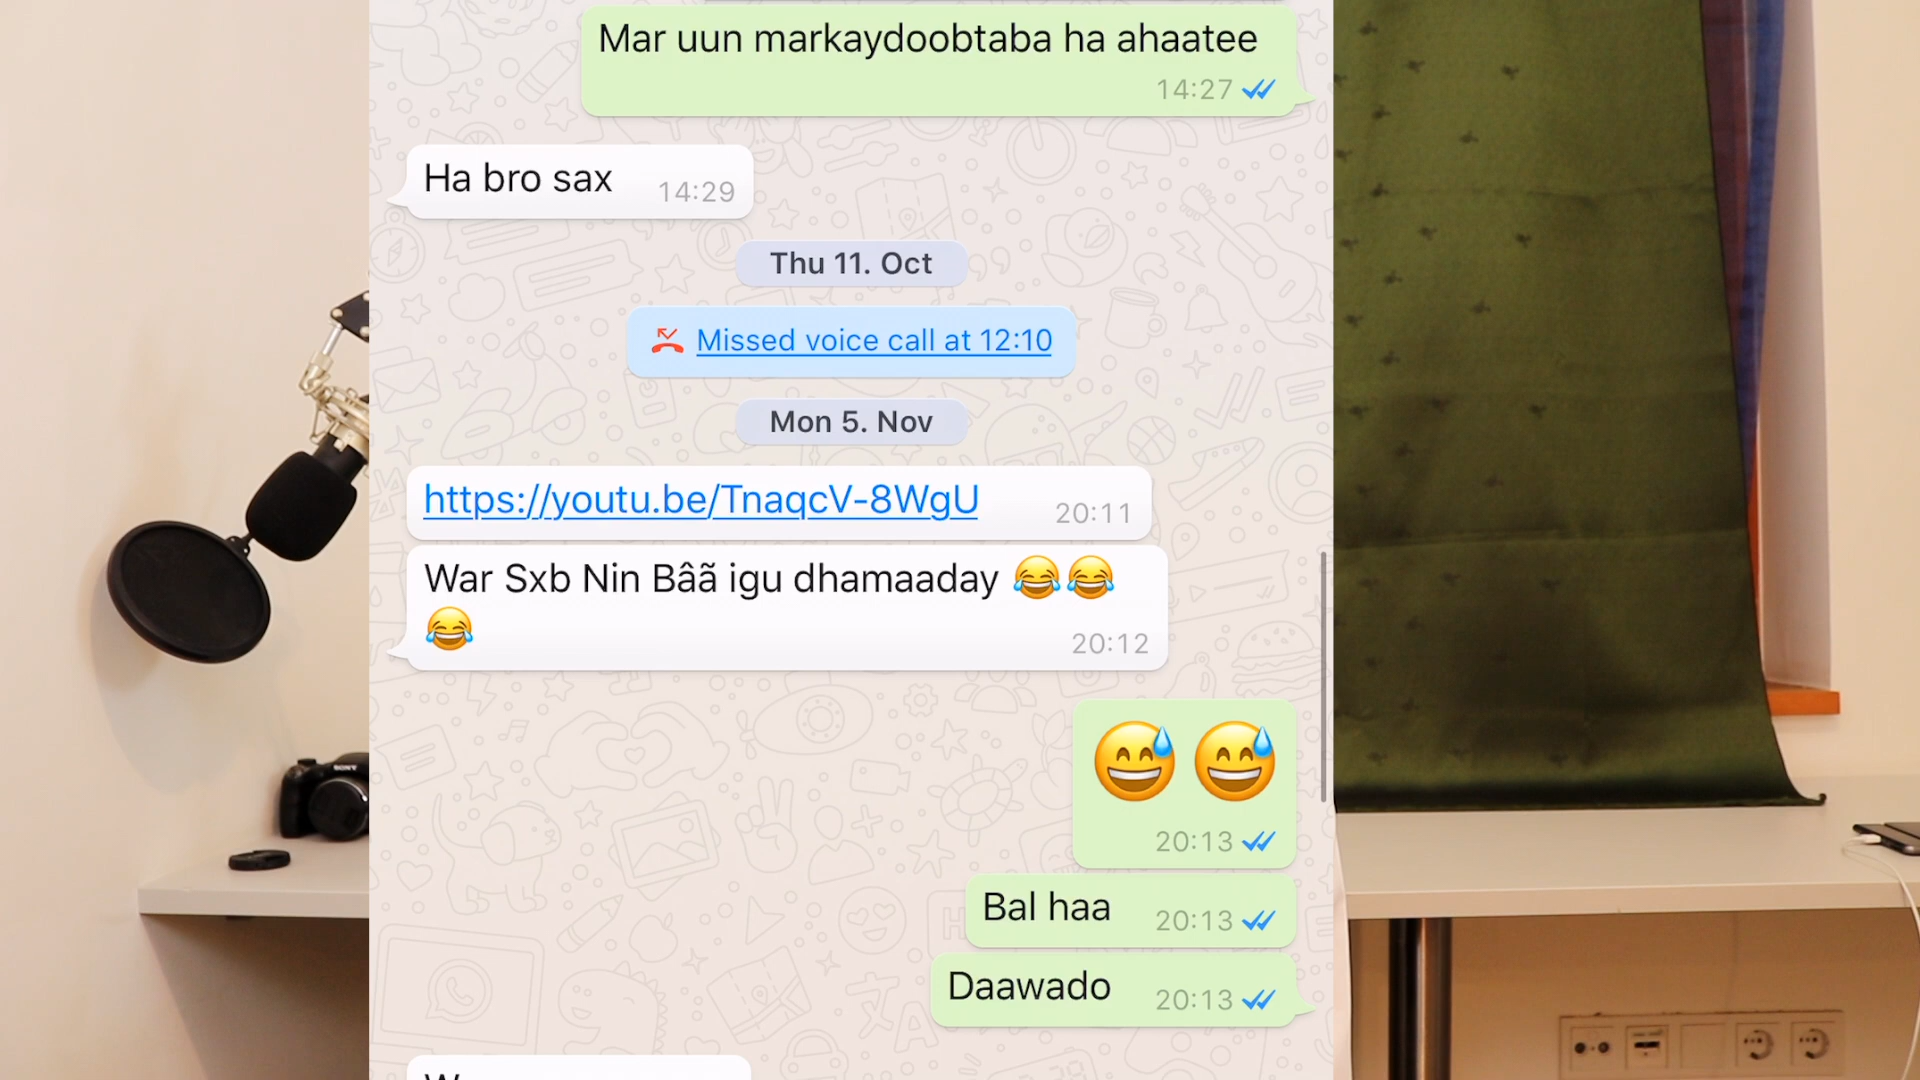 Mar uun markaydoobtaba ha ahaatee
14:27
Ha bro sax 14:29
Thu 11. Oct
Missed voice call at 12:10
Mon 5. Nov
https://youtu.be/TnaqcV-8WgU 20:11
War Sxb Nin Bâã igu dhamaaday 😂😂
😂 20:12
😅 😅
20:13
Bal haa 20:13
Daawado 20:13
SONY